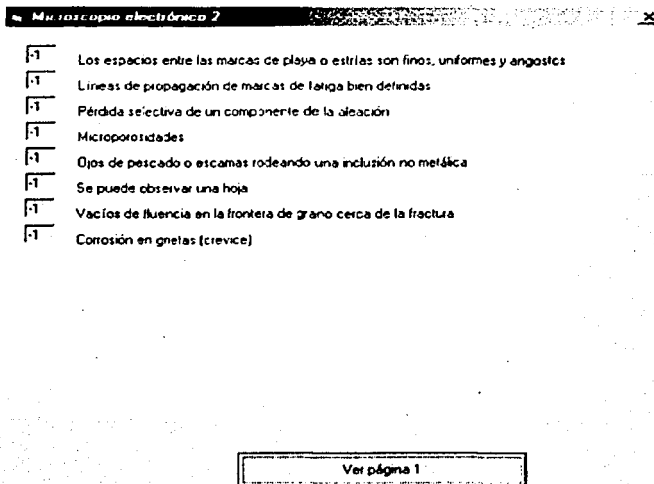 Microscopio electrónico 2
-1 Los espacios entre las marcas de playa o estrías son finos, uniformes y angostos
-1 Líneas de propagación de marcas de fatiga bien definidas
-1 Pérdida selectiva de un componente de la aleación
-1 Microporosidades
-1 Ojos de pescado o escamas rodeando una inclusión no metálica
-1 Se puede observar una hoja
-1 Vacíos de fluencia en la frontera de grano cerca de la fractura
-1 Corrosión en grietas (crevice)
Ver página 1